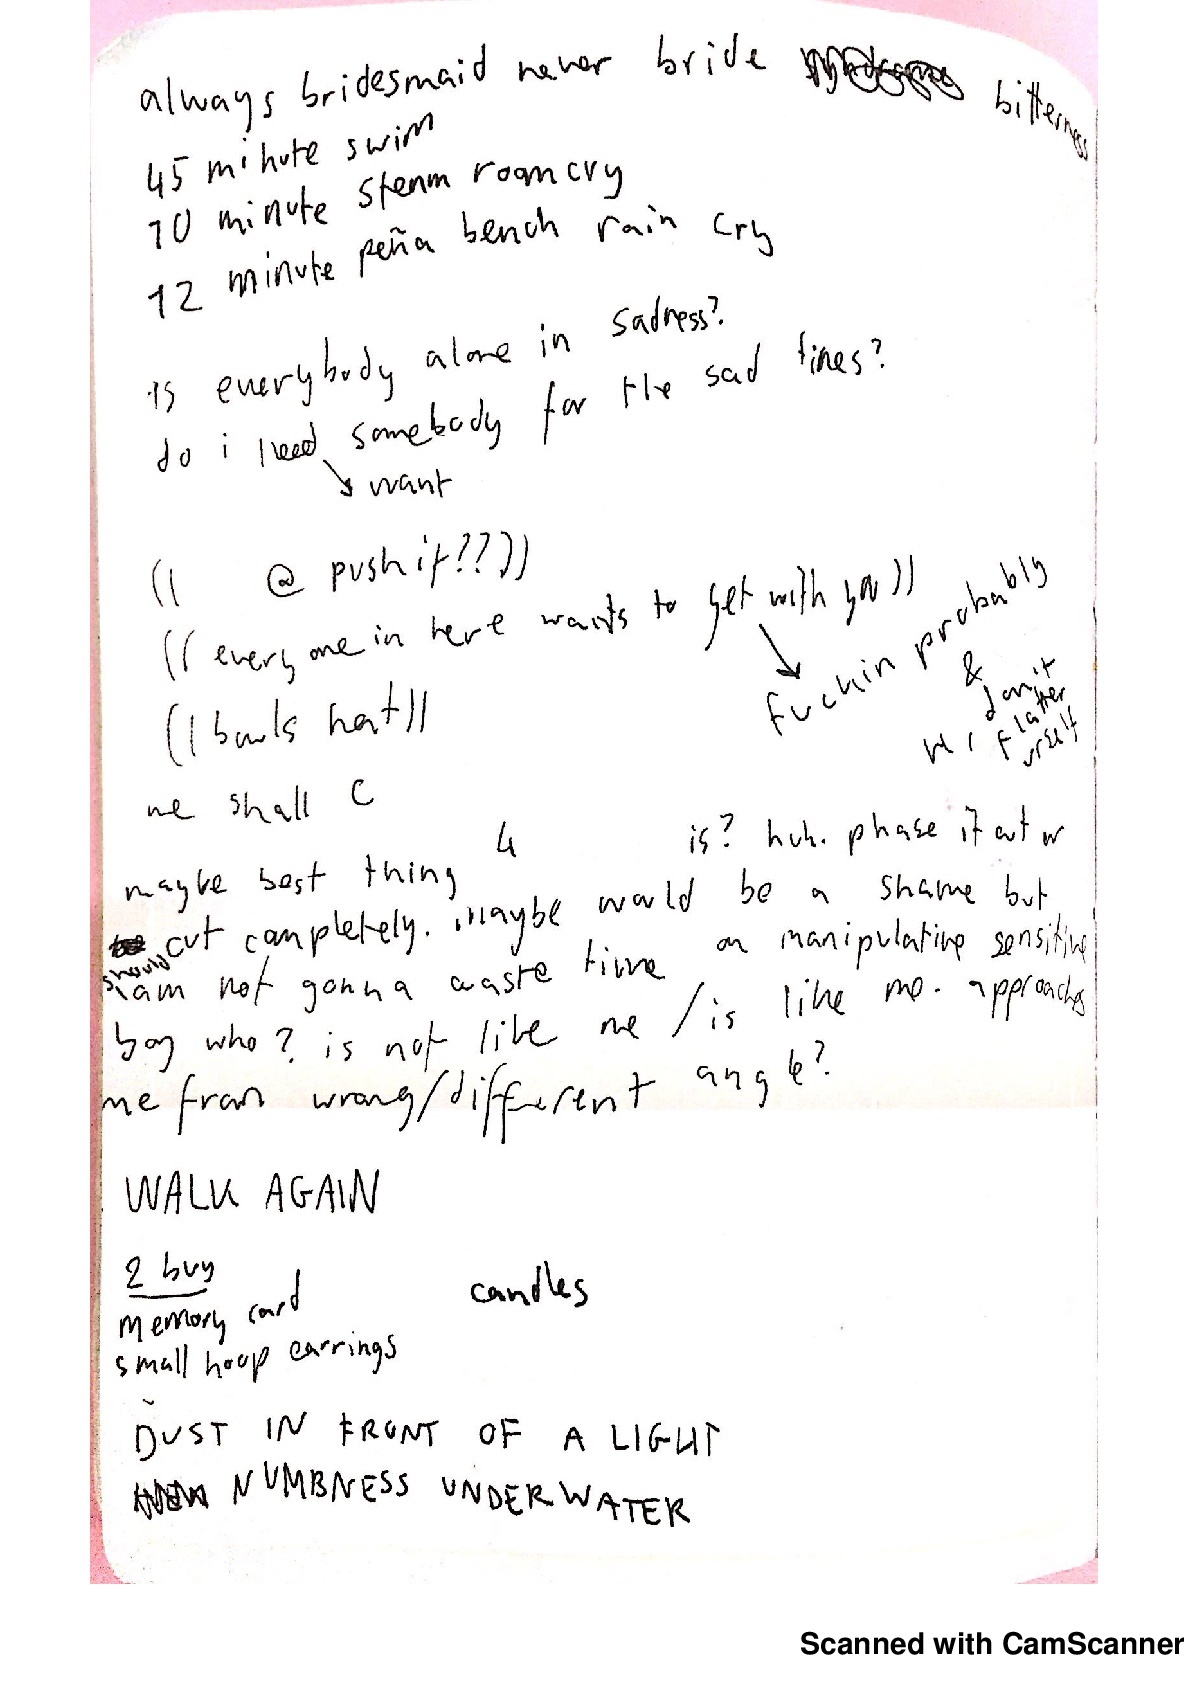 always bridesmaid never bride bitterness
45 minute swim
10 minute steam room cry
12 minute peña bench rain cry
is everybody alone in sadness?
do i need somebody for the sad times?
want
(( @ push it??))
((everyone in here wants to get with yu))
fuckin probably
&
don't
flatter
urself
((bowls hat))
we shall C
maybe best thing 4 is? huh. phase it out or
cut completely. maybe would be a shame but
should
i am not gonna waste time on manipulative sensitive
boy who? is not like me/is like me. approaches
me from wrong/different angle?
WALK AGAIN
2 buy
memory card candles
small hoop earrings
DUST IN FRONT OF A LIGHT
NUMBNESS UNDERWATER
Scanned with CamScanner